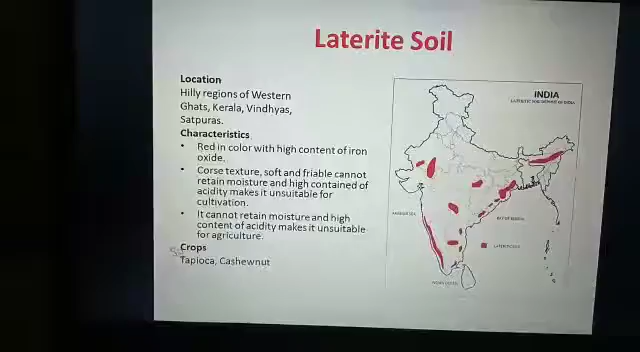 Laterite Soil
Location
Hilly regions of Western
Ghats, Kerala, Vindhyas,
Satpuras.
Characteristics
• Red in color with high content of iron
oxide.
• Corse texture, soft and friable cannot
retain moisture and high contained of
acidity makes it unsuitable for
cultivation.
• It cannot retain moisture and high
content of acidity makes it unsuitable
for agriculture.
Crops
Tapioca, Cashewnut
INDIA
ARABIAN SEA
BAY OF BENGAL
INDIAN OCEAN